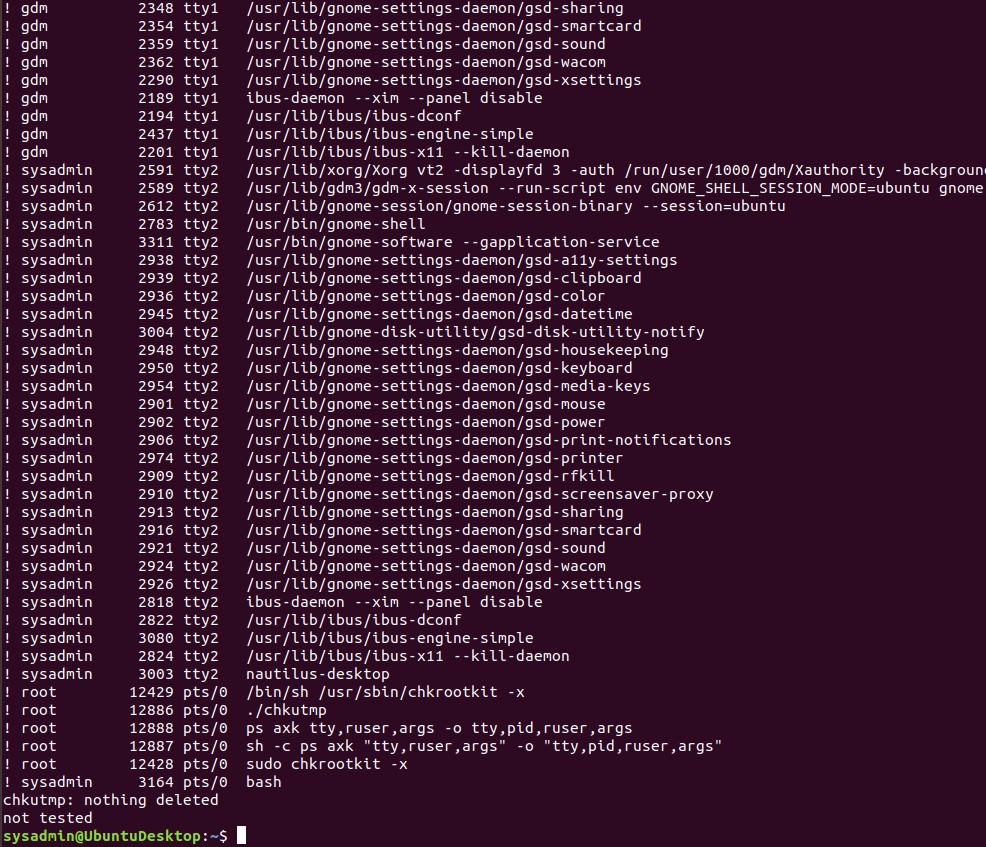 ! gdm          2348 tty1   /usr/lib/gnome-settings-daemon/gsd-sharing
! gdm          2354 tty1   /usr/lib/gnome-settings-daemon/gsd-smartcard
! gdm          2359 tty1   /usr/lib/gnome-settings-daemon/gsd-sound
! gdm          2362 tty1   /usr/lib/gnome-settings-daemon/gsd-wacom
! gdm          2290 tty1   /usr/lib/gnome-settings-daemon/gsd-xsettings
! gdm          2189 tty1   ibus-daemon --xim --panel disable
! gdm          2194 tty1   /usr/lib/ibus/ibus-dconf
! gdm          2437 tty1   /usr/lib/ibus/ibus-engine-simple
! gdm          2201 tty1   /usr/lib/ibus/ibus-x11 --kill-daemon
! sysadmin     2591 tty2   /usr/lib/xorg/Xorg vt2 -displayfd 3 -auth /run/user/1000/gdm/Xauthority -background
! sysadmin     2589 tty2   /usr/lib/gdm3/gdm-x-session --run-script env GNOME_SHELL_SESSION_MODE=ubuntu gnome
! sysadmin     2612 tty2   /usr/lib/gnome-session/gnome-session-binary --session=ubuntu
! sysadmin     2783 tty2   /usr/bin/gnome-shell
! sysadmin     3311 tty2   /usr/bin/gnome-software --gapplication-service
! sysadmin     2938 tty2   /usr/lib/gnome-settings-daemon/gsd-a11y-settings
! sysadmin     2939 tty2   /usr/lib/gnome-settings-daemon/gsd-clipboard
! sysadmin     2936 tty2   /usr/lib/gnome-settings-daemon/gsd-color
! sysadmin     2945 tty2   /usr/lib/gnome-settings-daemon/gsd-datetime
! sysadmin     3004 tty2   /usr/lib/gnome-disk-utility/gsd-disk-utility-notify
! sysadmin     2948 tty2   /usr/lib/gnome-settings-daemon/gsd-housekeeping
! sysadmin     2950 tty2   /usr/lib/gnome-settings-daemon/gsd-keyboard
! sysadmin     2954 tty2   /usr/lib/gnome-settings-daemon/gsd-media-keys
! sysadmin     2901 tty2   /usr/lib/gnome-settings-daemon/gsd-mouse
! sysadmin     2902 tty2   /usr/lib/gnome-settings-daemon/gsd-power
! sysadmin     2906 tty2   /usr/lib/gnome-settings-daemon/gsd-print-notifications
! sysadmin     2974 tty2   /usr/lib/gnome-settings-daemon/gsd-printer
! sysadmin     2909 tty2   /usr/lib/gnome-settings-daemon/gsd-rfkill
! sysadmin     2910 tty2   /usr/lib/gnome-settings-daemon/gsd-screensaver-proxy
! sysadmin     2913 tty2   /usr/lib/gnome-settings-daemon/gsd-sharing
! sysadmin     2916 tty2   /usr/lib/gnome-settings-daemon/gsd-smartcard
! sysadmin     2921 tty2   /usr/lib/gnome-settings-daemon/gsd-sound
! sysadmin     2924 tty2   /usr/lib/gnome-settings-daemon/gsd-wacom
! sysadmin     2926 tty2   /usr/lib/gnome-settings-daemon/gsd-xsettings
! sysadmin     2818 tty2   ibus-daemon --xim --panel disable
! sysadmin     2822 tty2   /usr/lib/ibus/ibus-dconf
! sysadmin     3080 tty2   /usr/lib/ibus/ibus-engine-simple
! sysadmin     2824 tty2   /usr/lib/ibus/ibus-x11 --kill-daemon
! sysadmin     3003 tty2   nautilus-desktop
! root        12429 pts/0  /bin/sh /usr/sbin/chkrootkit -x
! root        12886 pts/0  ./chkutmp
! root        12888 pts/0  ps axk tty,ruser,args -o tty,pid,ruser,args
! root        12887 pts/0  sh -c ps axk "tty,ruser,args" -o "tty,pid,ruser,args"
! root        12428 pts/0  sudo chkrootkit -x
! sysadmin     3164 pts/0  bash
chkutmp: nothing deleted
not tested
sysadmin@UbuntuDesktop:~$